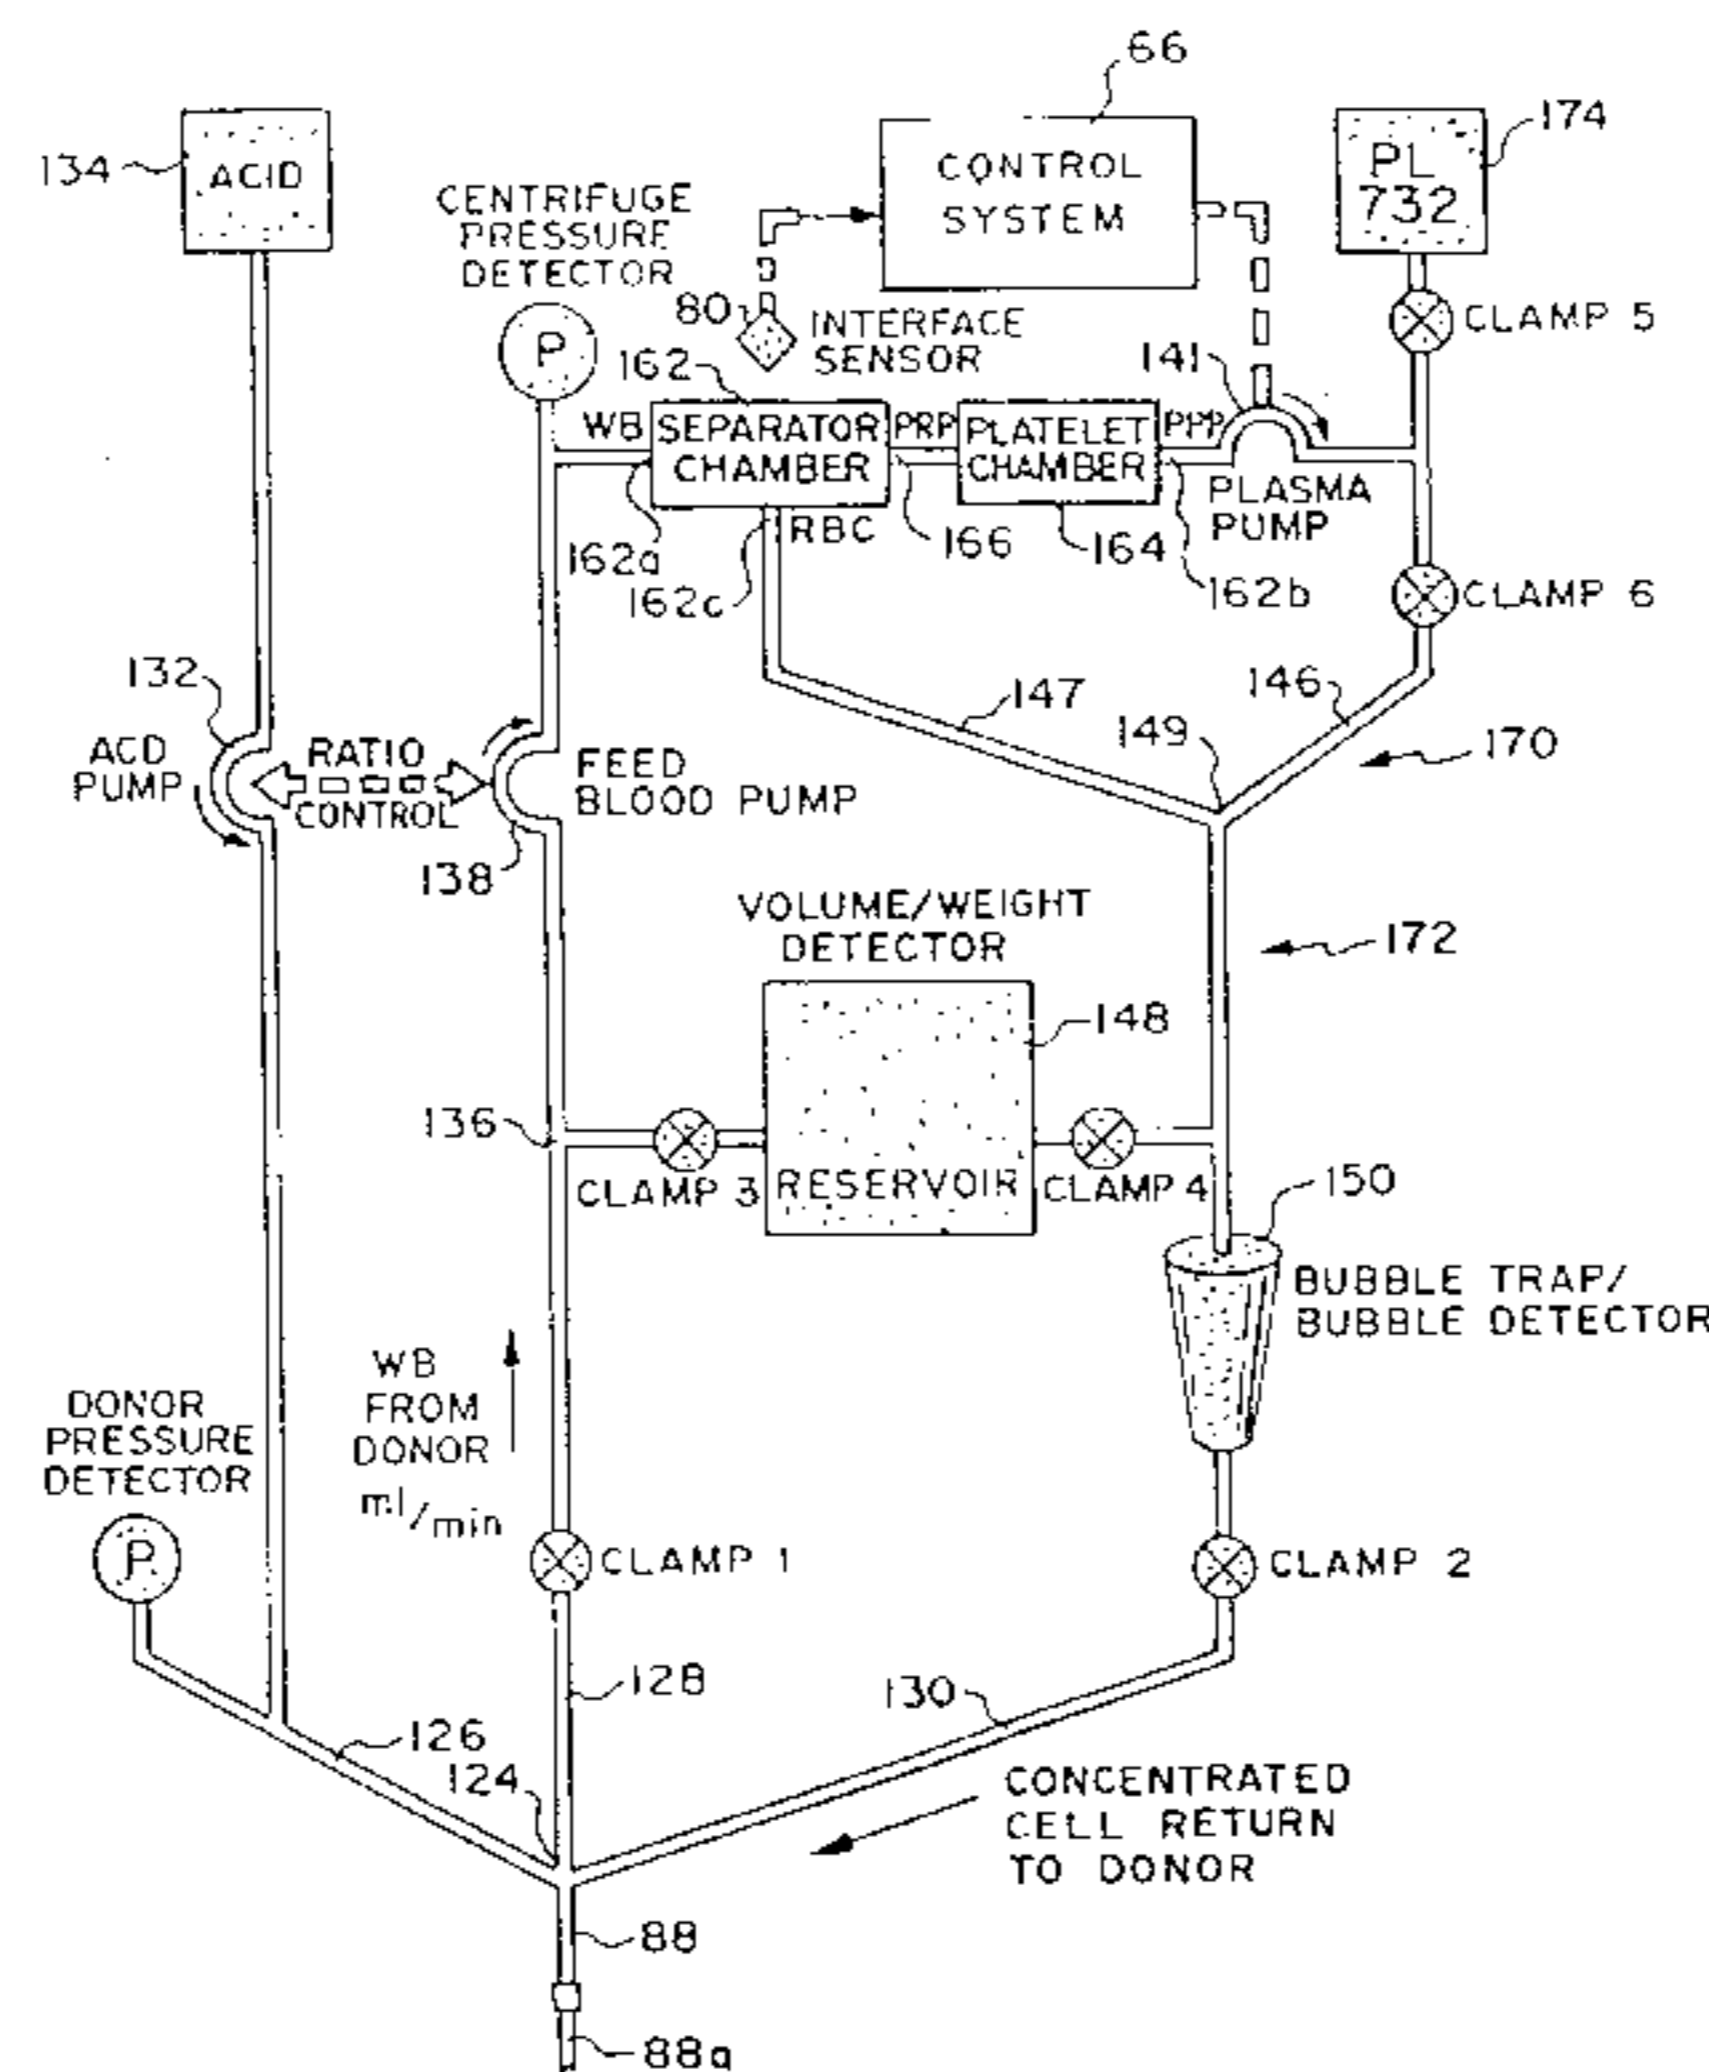 66
134
ACID
CONTROL
SYSTEM
PL
732
174
CENTRIFUGE
PRESSURE
DETECTOR
P
80
INTERFACE
SENSOR
CLAMP 5
162
141
WB
SEPARATOR
CHAMBER
PRP
PLATELET
CHAMBER
PPP
PLASMA
PUMP
162a
RBC
166
164
162b
162c
CLAMP 6
132
147
146
149
170
ACD
PUMP
RATIO
CONTROL
FEED
BLOOD PUMP
138
VOLUME/WEIGHT
DETECTOR
172
148
136
CLAMP 3
RESERVOIR
CLAMP 4
150
BUBBLE TRAP/
BUBBLE DETECTOR
WB
FROM
DONOR
ml/min
DONOR
PRESSURE
DETECTOR
P
CLAMP 1
CLAMP 2
128
130
126
124
CONCENTRATED
CELL RETURN
TO DONOR
88
88a